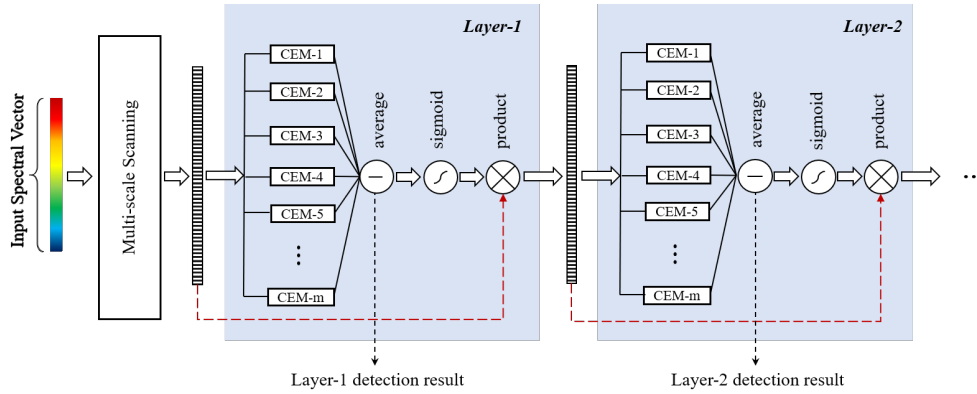 Input Spectral Vector
Multi-scale Scanning
Layer-1
CEM-1
CEM-2
CEM-3
CEM-4
CEM-5
⋮
CEM-m
average
sigmoid
product
Layer-1 detection result
Layer-2
CEM-1
CEM-2
CEM-3
CEM-4
CEM-5
⋮
CEM-m
average
sigmoid
product
Layer-2 detection result
··